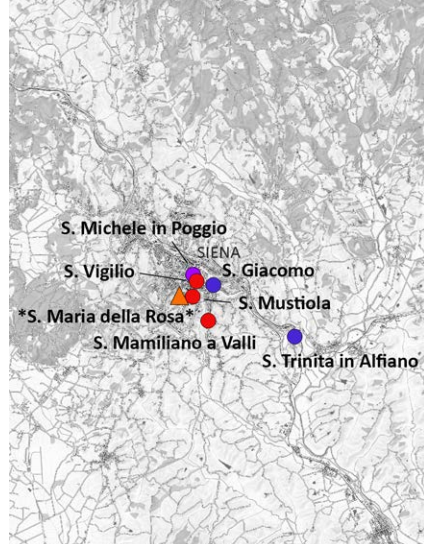 S. Michele in Poggio
SIENA
S. Vigilio
S. Giacomo
S. Mustiola
*S. Maria della Rosa*
S. Mamiliano a Valli
S. Trinita in Alfiano